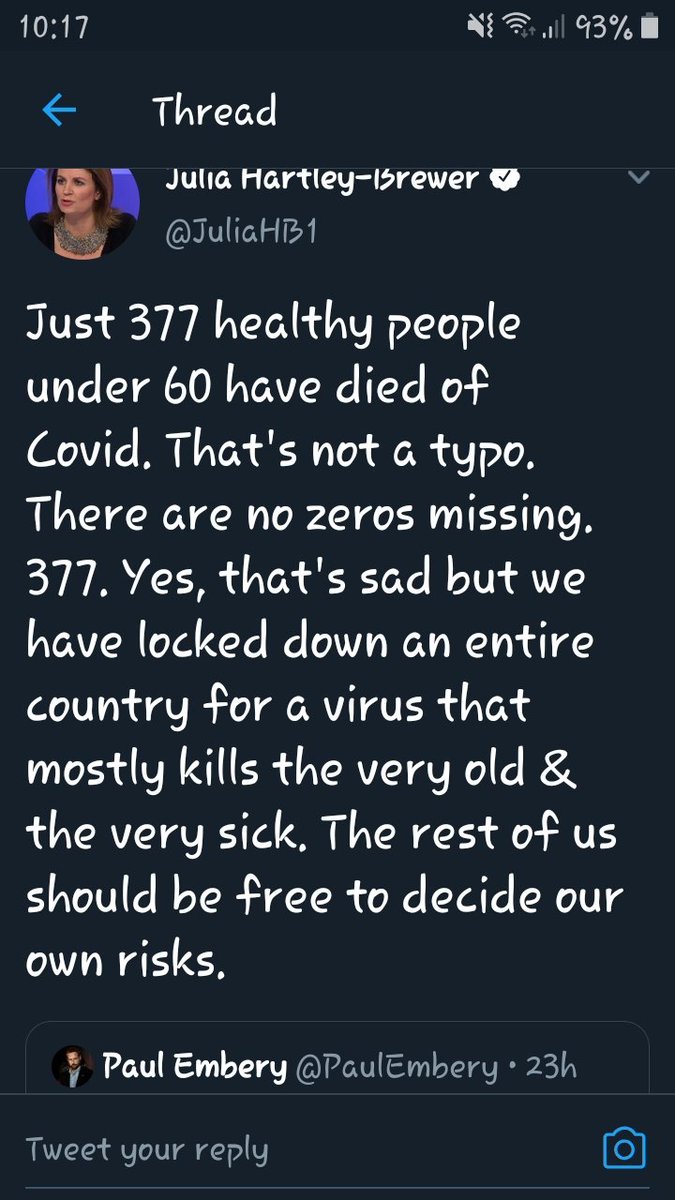 10:17
93%
Thread
Julia Hartley-Brewer
@JuliaHB1
Just 377 healthy people
under 60 have died of
Covid. That's not a typo.
There are no zeros missing.
377. Yes, that's sad but we
have locked down an entire
country for a virus that
mostly kills the very old &
the very sick. The rest of us
should be free to decide our
own risks.
Paul Embery @PaulEmbery • 23h
Tweet your reply